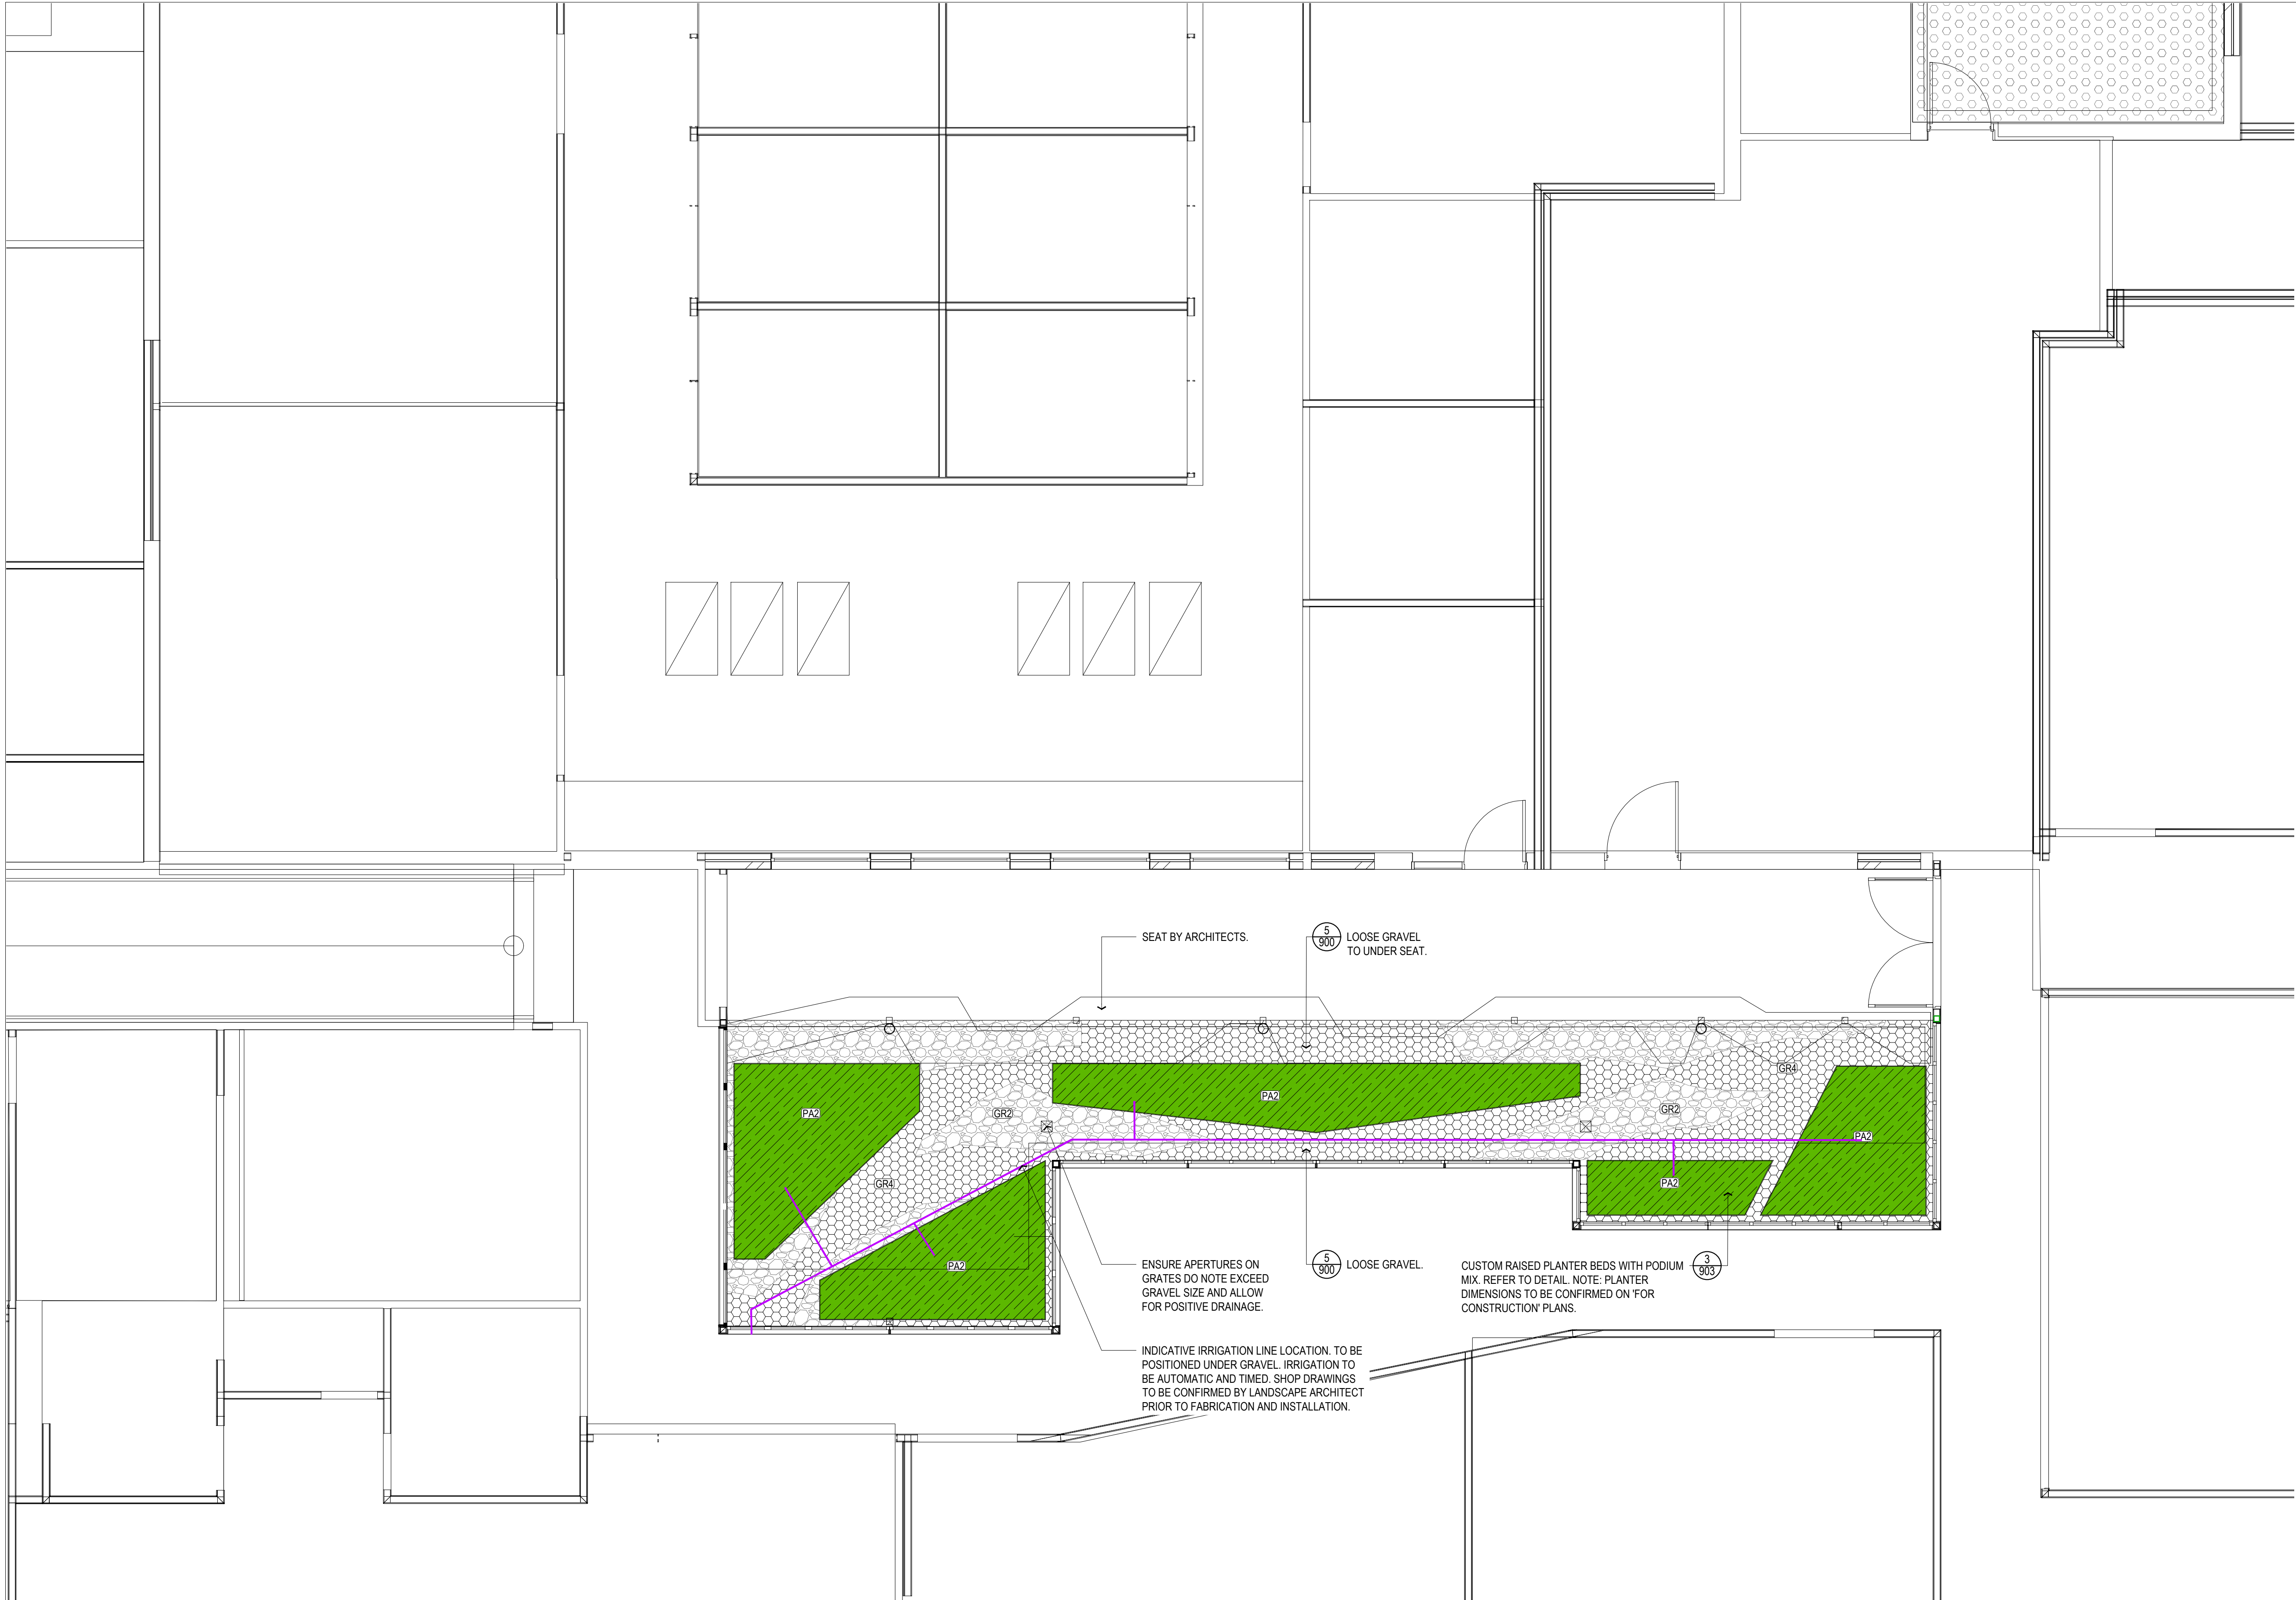 SEAT BY ARCHITECTS.
5
900
LOOSE GRAVEL
TO UNDER SEAT.
GR4
PA2
PA2
GR2
GR2
PA2
GR4
PA2
PA2
ENSURE APERTURES ON
GRATES DO NOTE EXCEED
GRAVEL SIZE AND ALLOW
FOR POSITIVE DRAINAGE.
5
900
LOOSE GRAVEL.
CUSTOM RAISED PLANTER BEDS WITH PODIUM
MIX. REFER TO DETAIL. NOTE: PLANTER
DIMENSIONS TO BE CONFIRMED ON 'FOR
CONSTRUCTION' PLANS.
3
903
INDICATIVE IRRIGATION LINE LOCATION. TO BE
POSITIONED UNDER GRAVEL. IRRIGATION TO
BE AUTOMATIC AND TIMED. SHOP DRAWINGS
TO BE CONFIRMED BY LANDSCAPE ARCHITECT
PRIOR TO FABRICATION AND INSTALLATION.